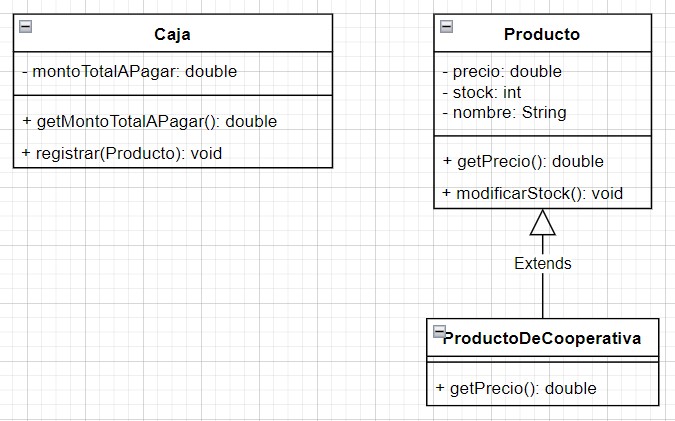 Caja
- montoTotalAPagar: double
+ getMontoTotalAPagar(): double
+ registrar(Producto): void
Producto
- precio: double
- stock: int
- nombre: String
+ getPrecio(): double
+ modificarStock(): void
Extends
ProductoDeCooperativa
+ getPrecio(): double